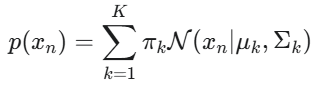 p(x_n) = \sum_{k=1}^{K} \pi_k \mathcal{N}(x_n | \mu_k, \Sigma_k)